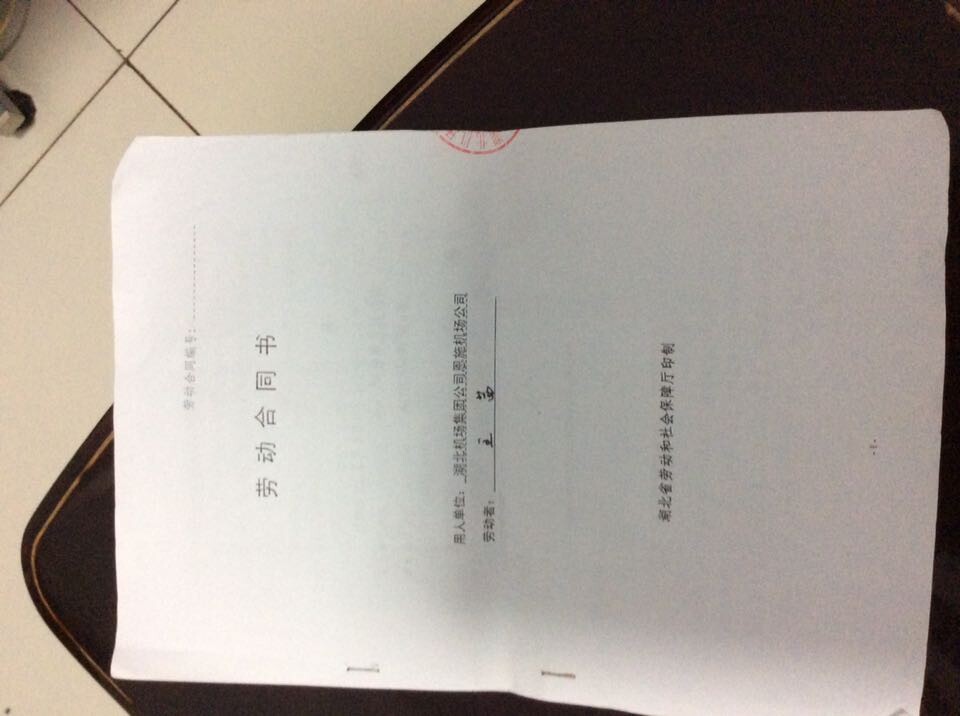 劳动合同编号：
劳动合同书
用人单位：湖北机场集团公司恩施机场公司
劳动者：王
湖北省劳动和社会保障厅印制
·1·